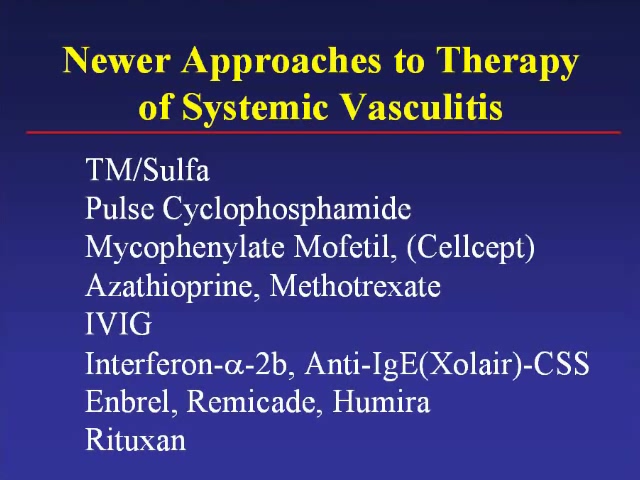 Newer Approaches to Therapy
of Systemic Vasculitis
TM/Sulfa
Pulse Cyclophosphamide
Mycophenylate Mofetil, (Cellcept)
Azathioprine, Methotrexate
IVIG
Interferon-α-2b, Anti-IgE(Xolair)-CSS
Enbrel, Remicade, Humira
Rituxan